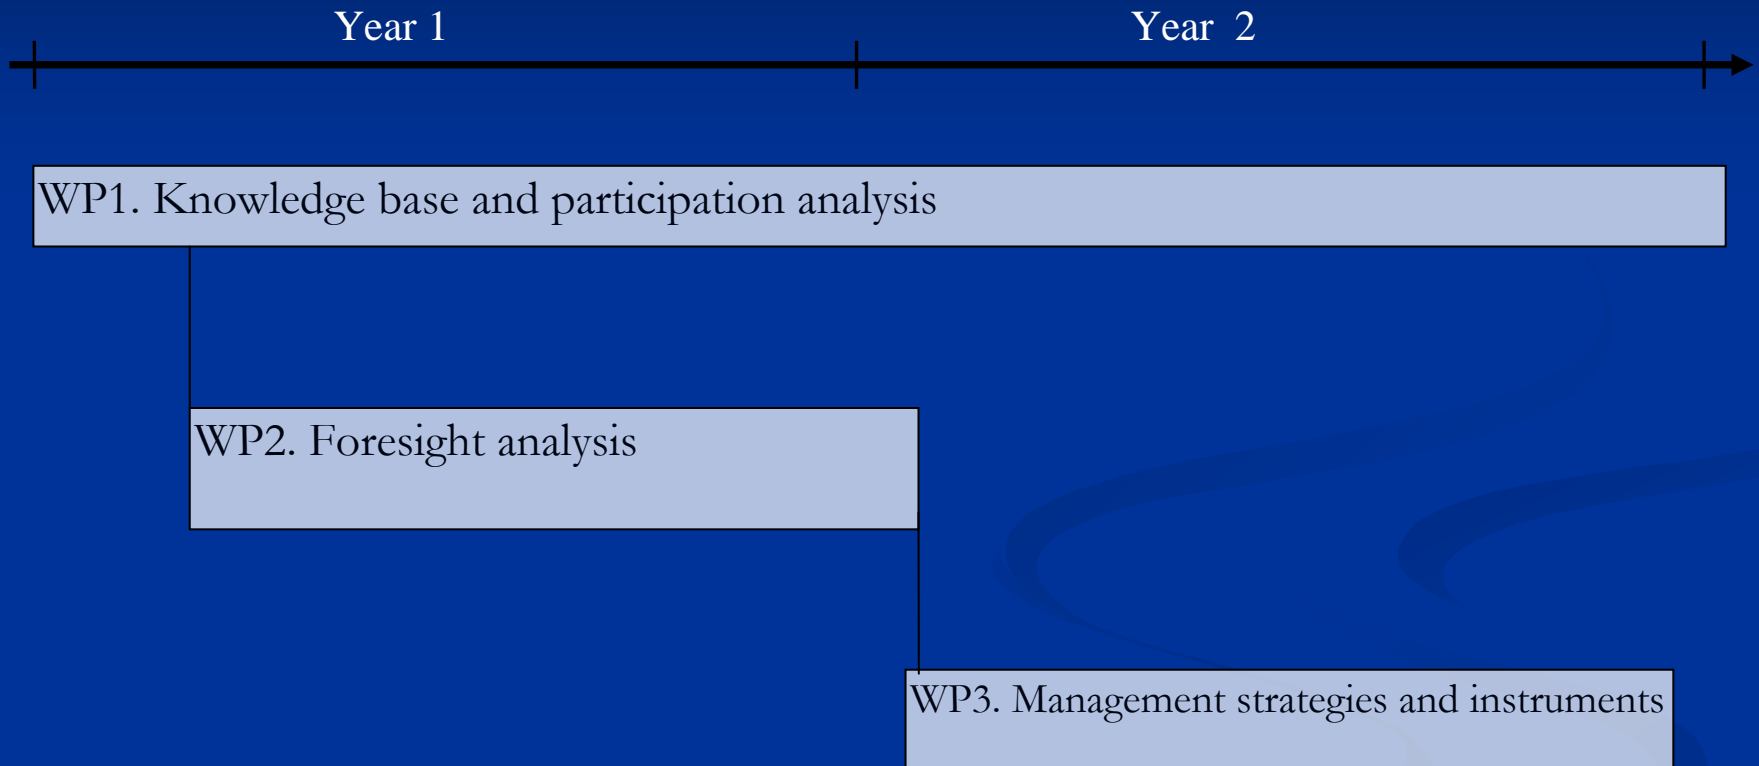 Year 1
Year 2
WP1. Knowledge base and participation analysis
WP2. Foresight analysis
WP3. Management strategies and instruments